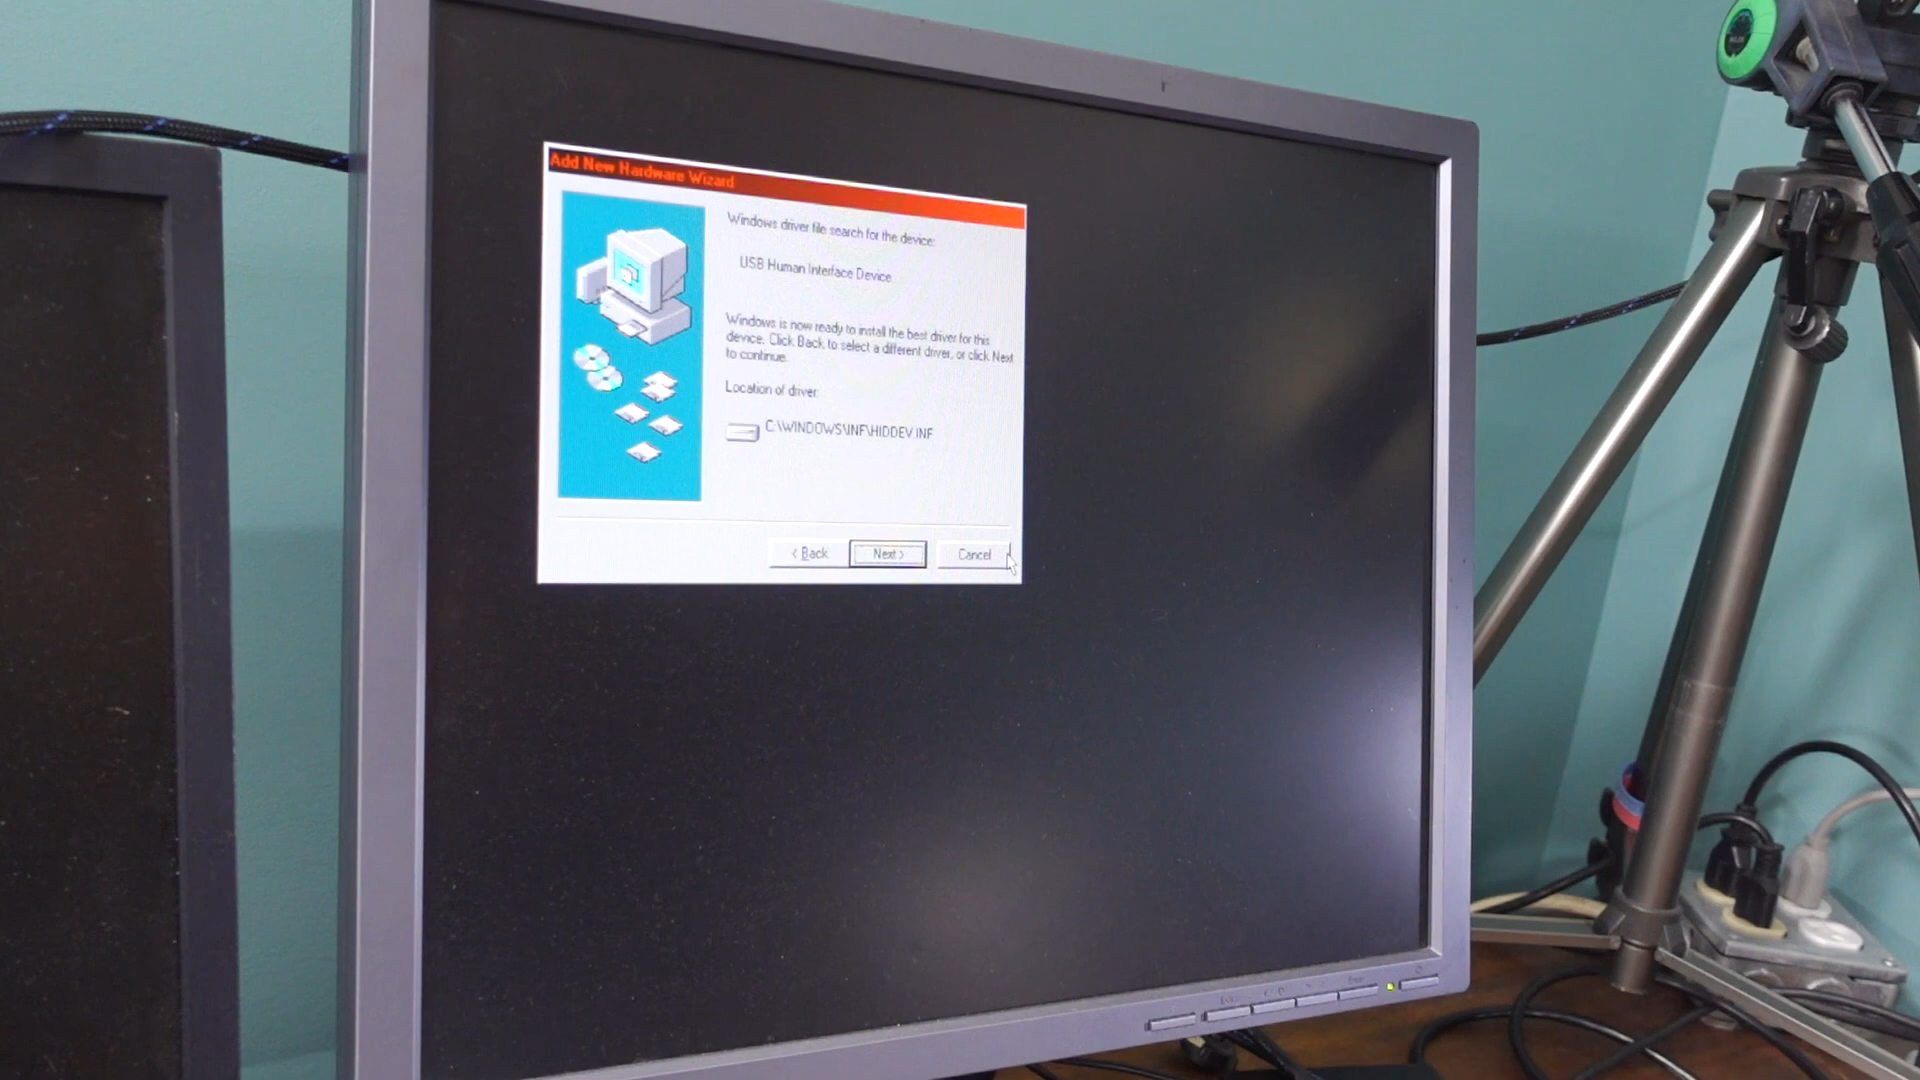 Add New Hardware Wizard
Windows driver file search for the device:
USB Human Interface Device
Windows is now ready to install the best driver for this
device. Click Back to select a different driver, or click Next
to continue.
Location of driver:
C:\WINDOWS\INF\HIDDEV.INF
< Back
Next >
Cancel